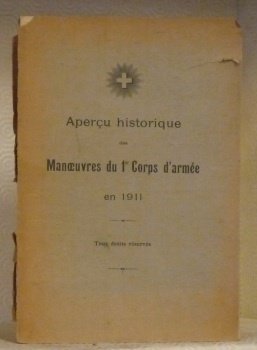 Aperçu historique
des
Manœuvres du 1er Corps d'armée
en 1911
Tous droits réservés